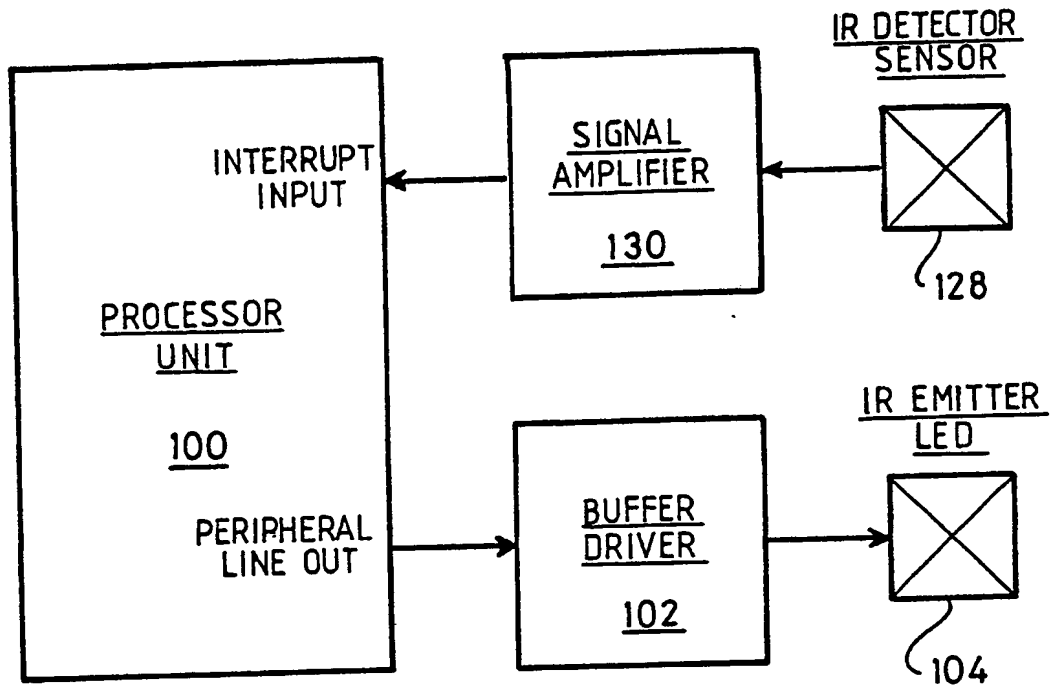 IR DETECTOR
SENSOR
128
SIGNAL
AMPLIFIER
130
INTERRUPT
INPUT
PROCESSOR
UNIT
100
PERIPHERAL
LINE OUT
BUFFER
DRIVER
102
IR EMITTER
LED
104